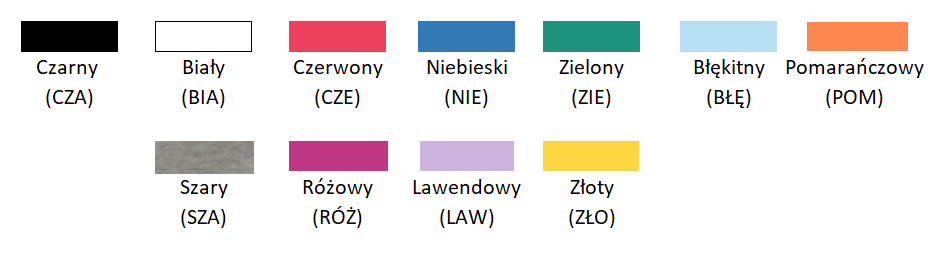 Czarny Biały Czerwony Niebieski Zielony Błękitny Pomarańczowy
(CZA) (BIA) (CZE) (NIE) (ZIE) (BŁĘ) (POM)
Szary Różowy Lawendowy Złoty
(SZA) (RÓŻ) (LAW) (ZŁO)